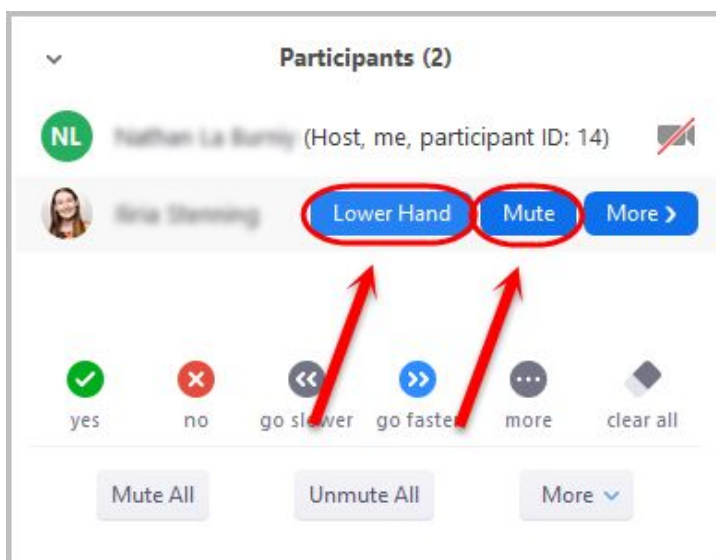 Participants (2)
NL (Host, me, participant ID: 14)
Lower Hand Mute More >
yes no go slower go faster more clear all
Mute All Unmute All More